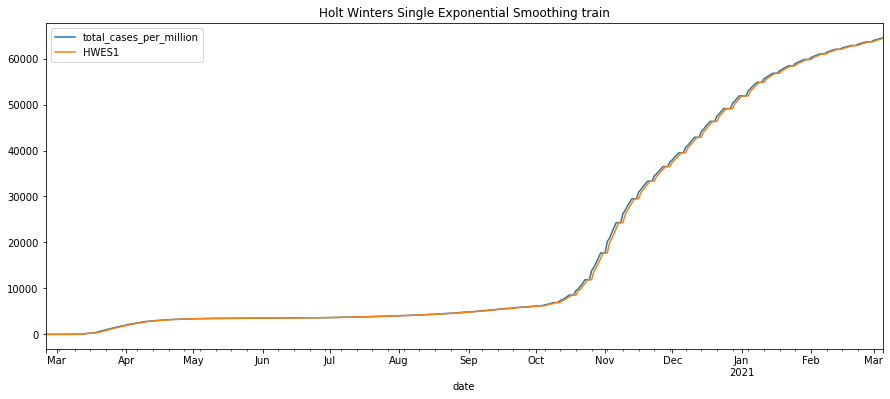 Holt Winters Single Exponential Smoothing train
total_cases_per_million
HWES1
60000
50000
40000
30000
20000
10000
0
Mar Apr May Jun Jul Aug Sep Oct Nov Dec Jan Feb Mar
2021
date